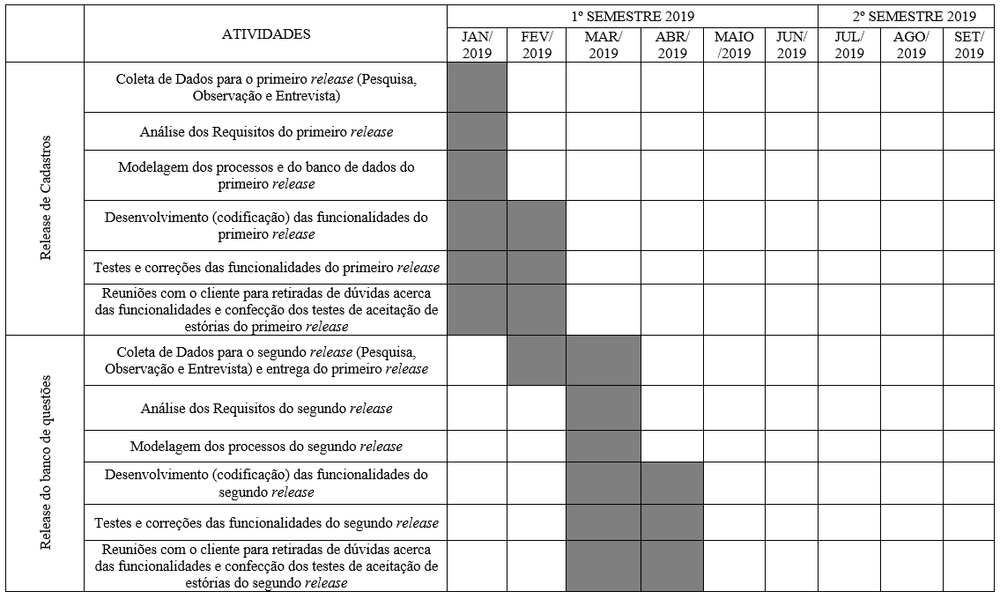 ATIVIDADES
1º SEMESTRE 2019
2º SEMESTRE 2019
JAN/
2019
FEV/
2019
MAR/
2019
ABR/
2019
MAIO
/2019
JUN/
2019
JUL/
2019
AGO/
2019
SET/
2019
Release de Cadastros
Coleta de Dados para o primeiro release (Pesquisa,
Observação e Entrevista)
Análise dos Requisitos do primeiro release
Modelagem dos processos e do banco de dados do
primeiro release
Desenvolvimento (codificação) das funcionalidades do
primeiro release
Testes e correções das funcionalidades do primeiro release
Reuniões com o cliente para retiradas de dúvidas acerca
das funcionalidades e confecção dos testes de aceitação de
estórias do primeiro release
Release do banco de questões
Coleta de Dados para o segundo release (Pesquisa,
Observação e Entrevista) e entrega do primeiro release
Análise dos Requisitos do segundo release
Modelagem dos processos do segundo release
Desenvolvimento (codificação) das funcionalidades do
segundo release
Testes e correções das funcionalidades do segundo release
Reuniões com o cliente para retiradas de dúvidas acerca
das funcionalidades e confecção dos testes de aceitação de
estórias do segundo release